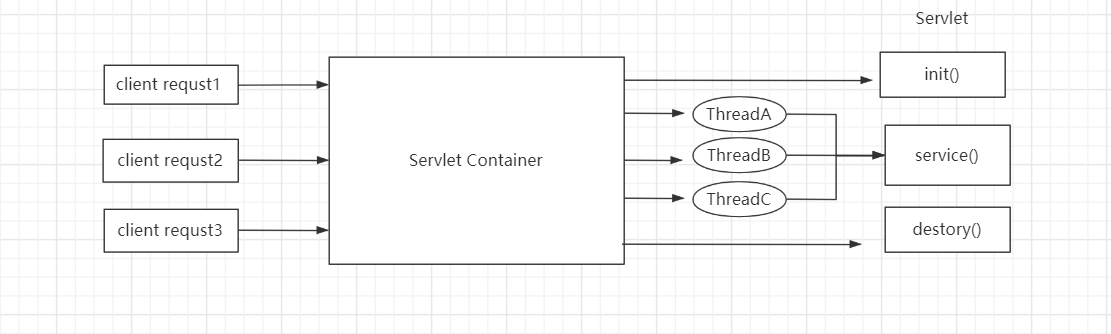 Servlet
client requst1
init()
ThreadA
client requst2
Servlet Container
ThreadB
service()
ThreadC
client requst3
destory()